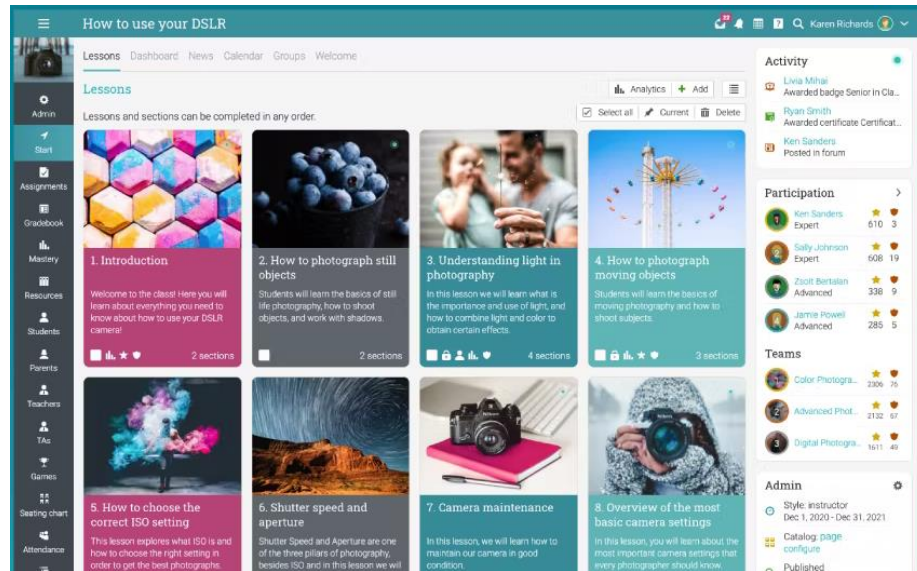 How to use your DSLR
22
Karen Richards
Admin
Start
Assignments
Gradebook
Mastery
Resources
Students
Parents
Teachers
TAs
Games
Seating chart
Attendance
Lessons Dashboard News Calendar Groups Welcome
Lessons
Analytics Add
Lessons and sections can be completed in any order.
Select all Current Delete
1. Introduction
Welcome to the class! Here you will
learn about everything you need to
know about how to use your DSLR
camera!
2 sections
2. How to photograph still
objects
Students will learn the basics of still
life photography, how to shoot
objects, and work with shadows.
2 sections
3. Understanding light in
photography
In this lesson we will learn what is
the importance and use of light, and
how to combine light and color to
obtain certain effects.
4 sections
4. How to photograph
moving objects
Students will learn the basics of
moving photography and how to
shoot subjects.
3 sections
5. How to choose the
correct ISO setting
This lesson explores what ISO is and
how to choose the right setting in
order to get the best photographs.
6. Shutter speed and
aperture
Shutter Speed and Aperture are one
of the three pillars of photography,
besides ISO and in this lesson we will
7. Camera maintenance
In this lesson, we will learn how to
maintain our camera in good
condition.
8. Overview of the most
basic camera settings
In this lesson, you will learn about the
most important camera settings that
every photographer should know.
Activity
Livia Mihai
Awarded badge Senior in Cla...
Ryan Smith
Awarded certificate Certificat...
Ken Sanders
Posted in forum
Participation
Ken Sanders
Expert 610 3
Sally Johnson
Expert 608 19
Zsolt Bertalan
Advanced 338 9
Jamie Powell
Advanced 285 5
Teams
Color Photogra... 2306 76
2 Advanced Phot... 2132 67
3 Digital Photogra... 1611 49
Admin
Style: instructor
Dec 1, 2020 - Dec 31, 2021
Catalog: page
configure
Published